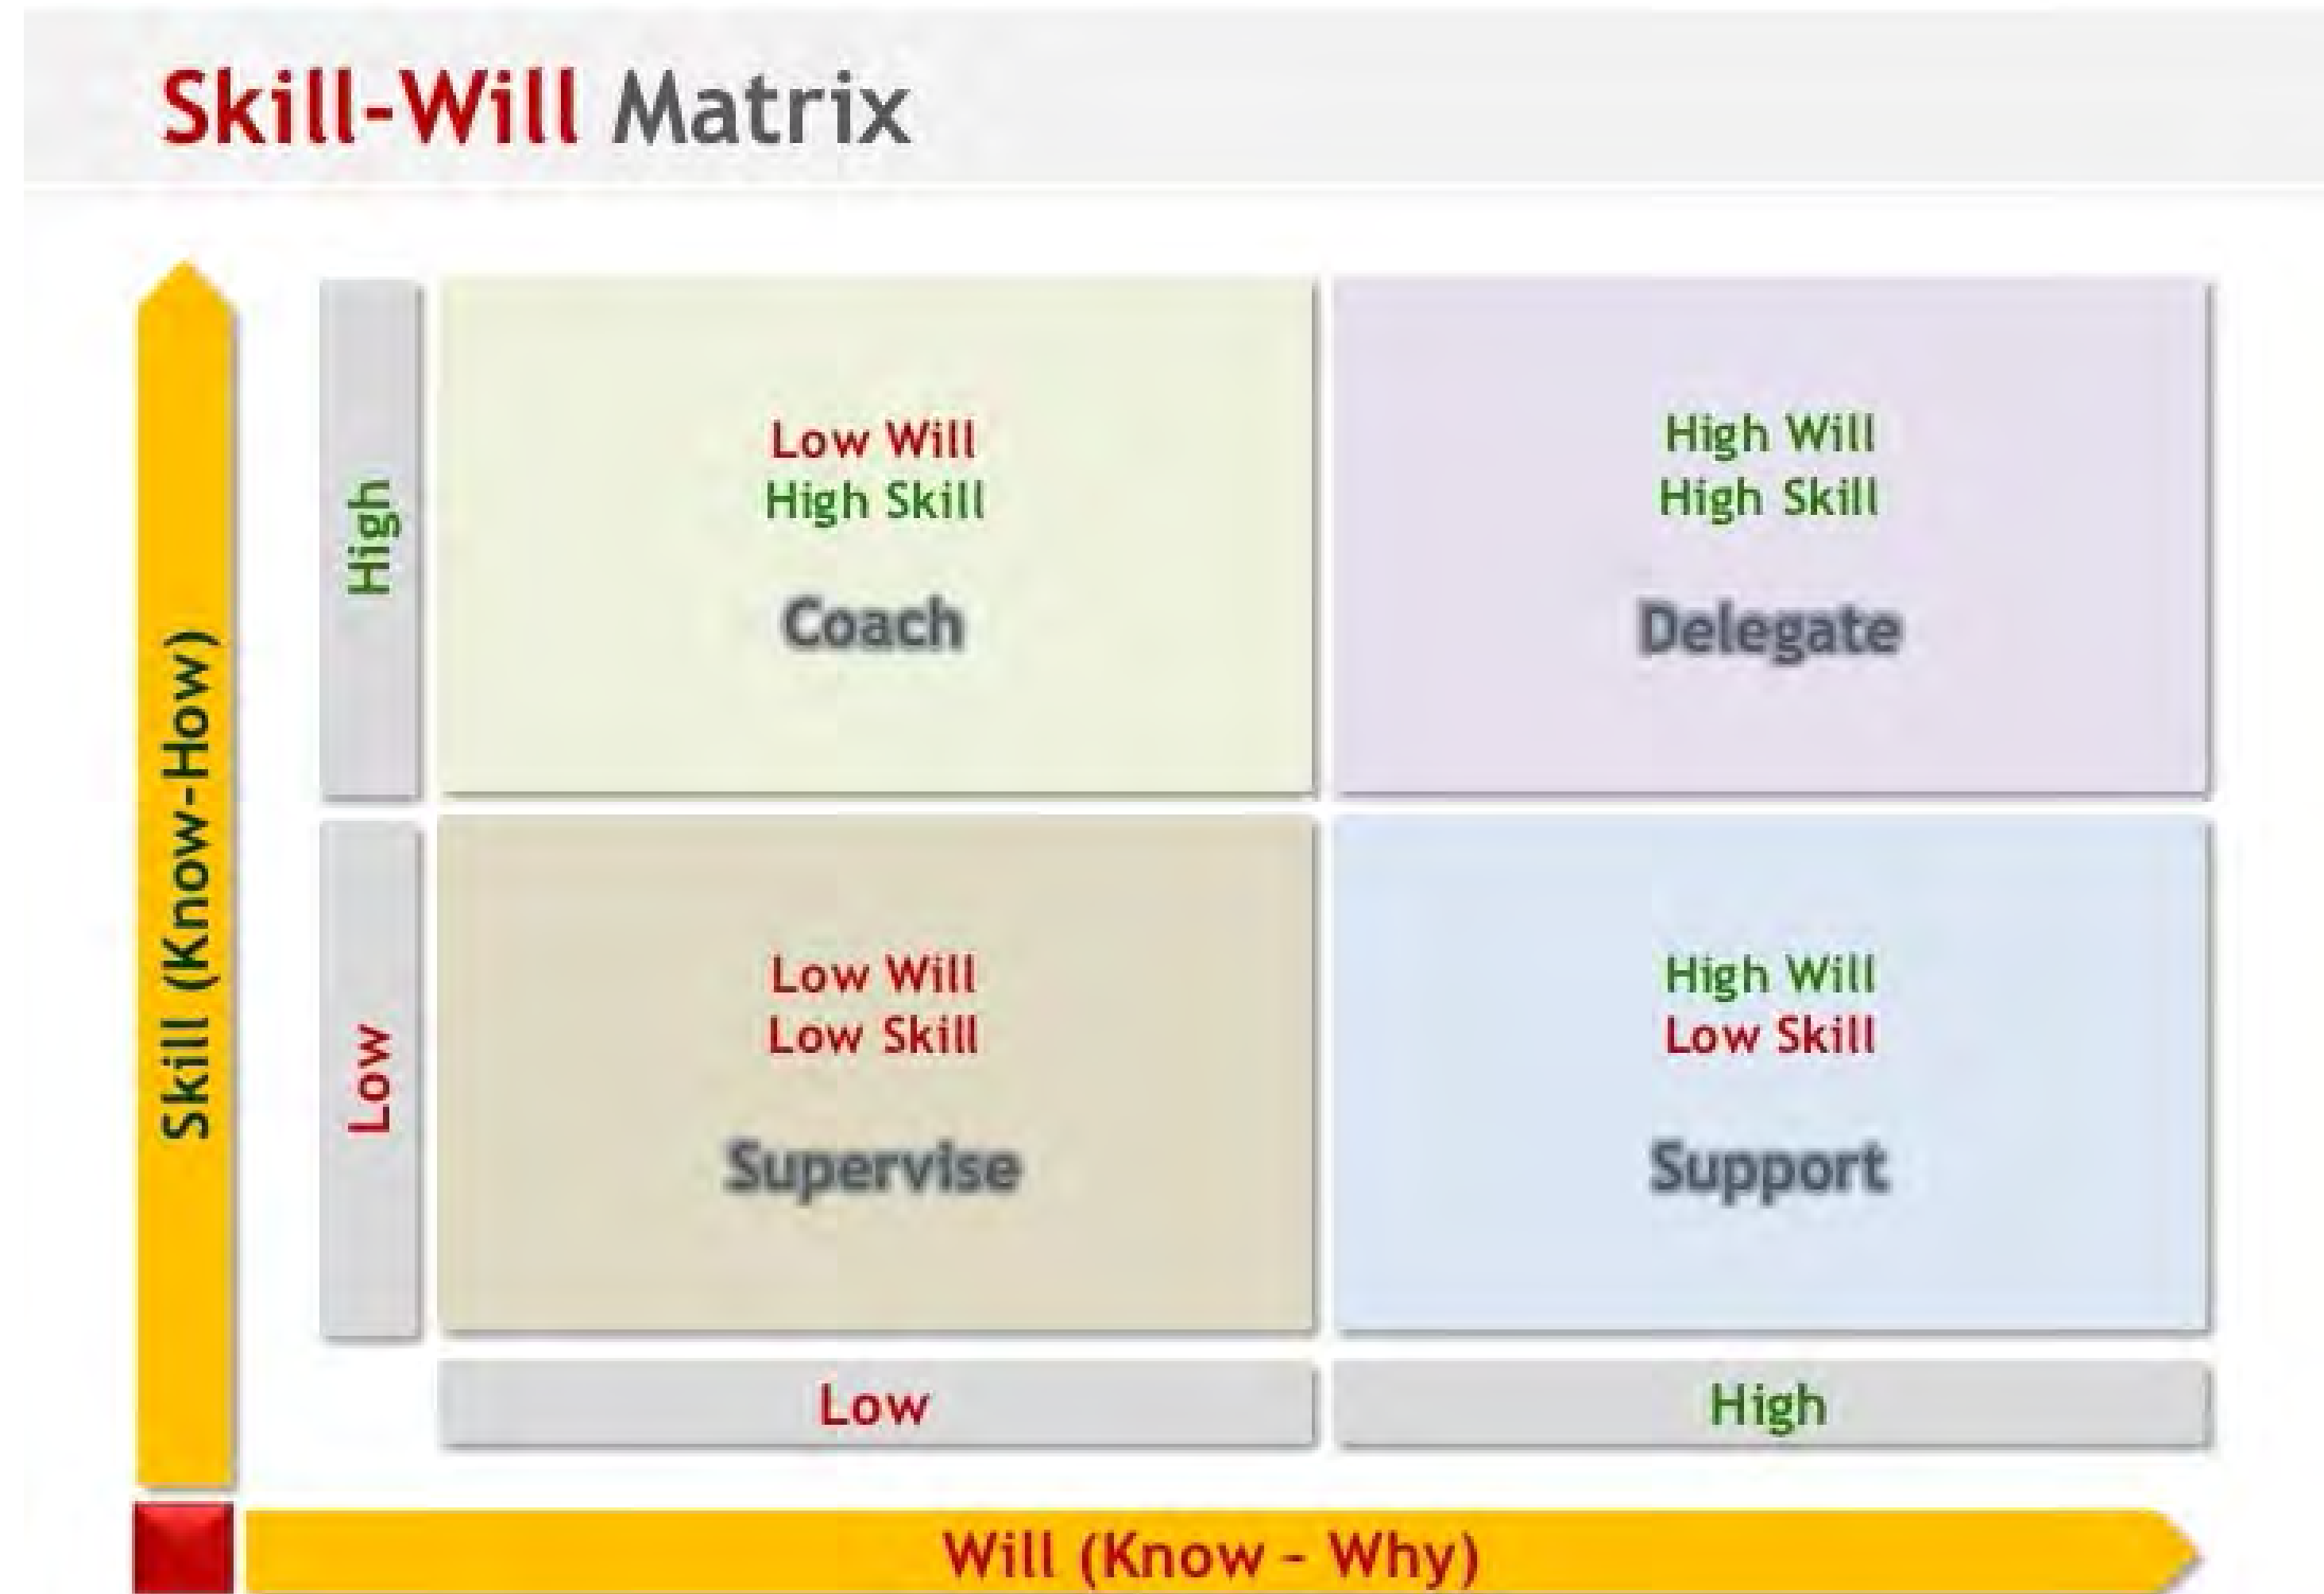 Skill-Will Matrix
Skill (Know-How)
High
Low Will
High Skill
Coach
High Will
High Skill
Delegate
Low
Low Will
Low Skill
Supervise
High Will
Low Skill
Support
Low
High
Will (Know - Why)